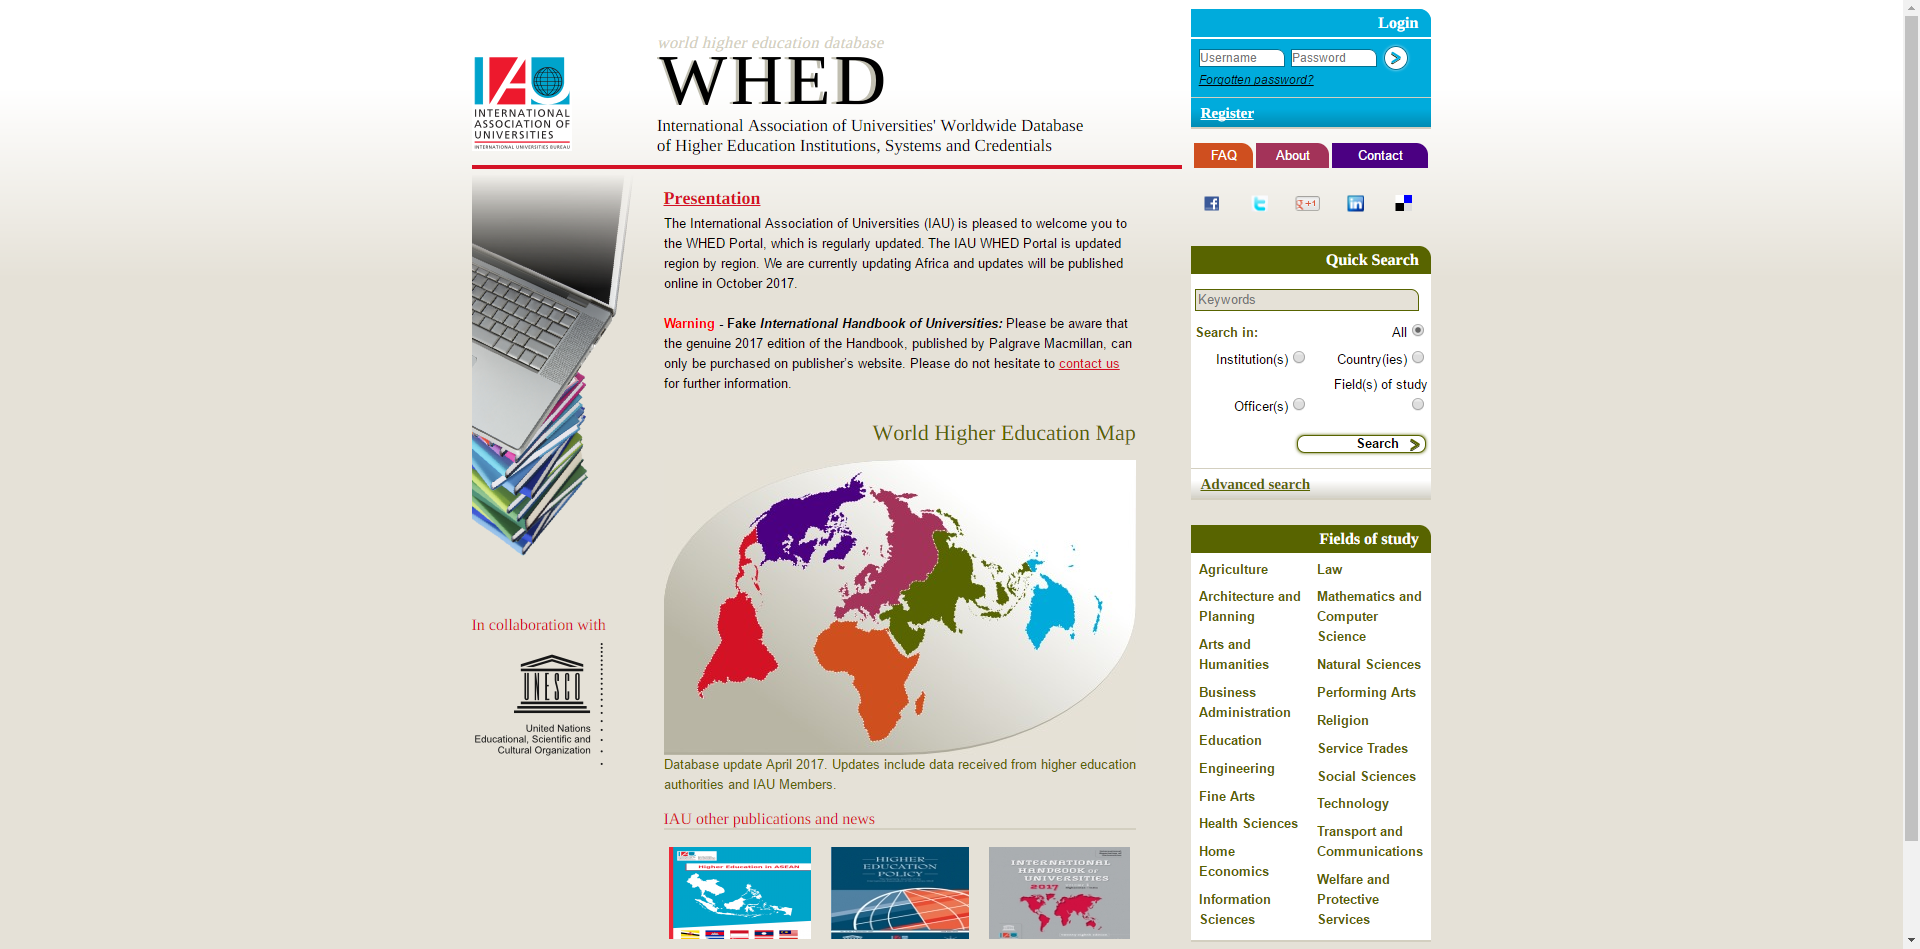 world higher education database
WHED
International Association of Universities' Worldwide Database
of Higher Education Institutions, Systems and Credentials
IAU
INTERNATIONAL
ASSOCIATION OF
UNIVERSITIES
INTERNATIONAL UNIVERSITIES BUREAU
Login
Username
Password
Forgotten password?
Register
FAQ
About
Contact
Presentation
The International Association of Universities (IAU) is pleased to welcome you to
the WHED Portal, which is regularly updated. The IAU WHED Portal is updated
region by region. We are currently updating Africa and updates will be published
online in October 2017.
Warning - Fake International Handbook of Universities: Please be aware that
the genuine 2017 edition of the Handbook, published by Palgrave Macmillan, can
only be purchased on publisher's website. Please do not hesitate to contact us
for further information.
World Higher Education Map
Database update April 2017. Updates include data received from higher education
authorities and IAU Members.
In collaboration with
UNESCO
United Nations
Educational, Scientific and
Cultural Organization
IAU other publications and news
Higher Education in ASEAN
HIGHER
EDUCATION
POLICY
INTERNATIONAL
HANDBOOK OF
UNIVERSITIES
2017
g+1
Quick Search
Keywords
Search in:
All
Institution(s)
Country(ies)
Field(s) of study
Officer(s)
Search
Advanced search
Fields of study
Agriculture
Architecture and
Planning
Arts and
Humanities
Business
Administration
Education
Engineering
Fine Arts
Health Sciences
Home
Economics
Information
Sciences
Law
Mathematics and
Computer
Science
Natural Sciences
Performing Arts
Religion
Service Trades
Social Sciences
Technology
Transport and
Communications
Welfare and
Protective
Services